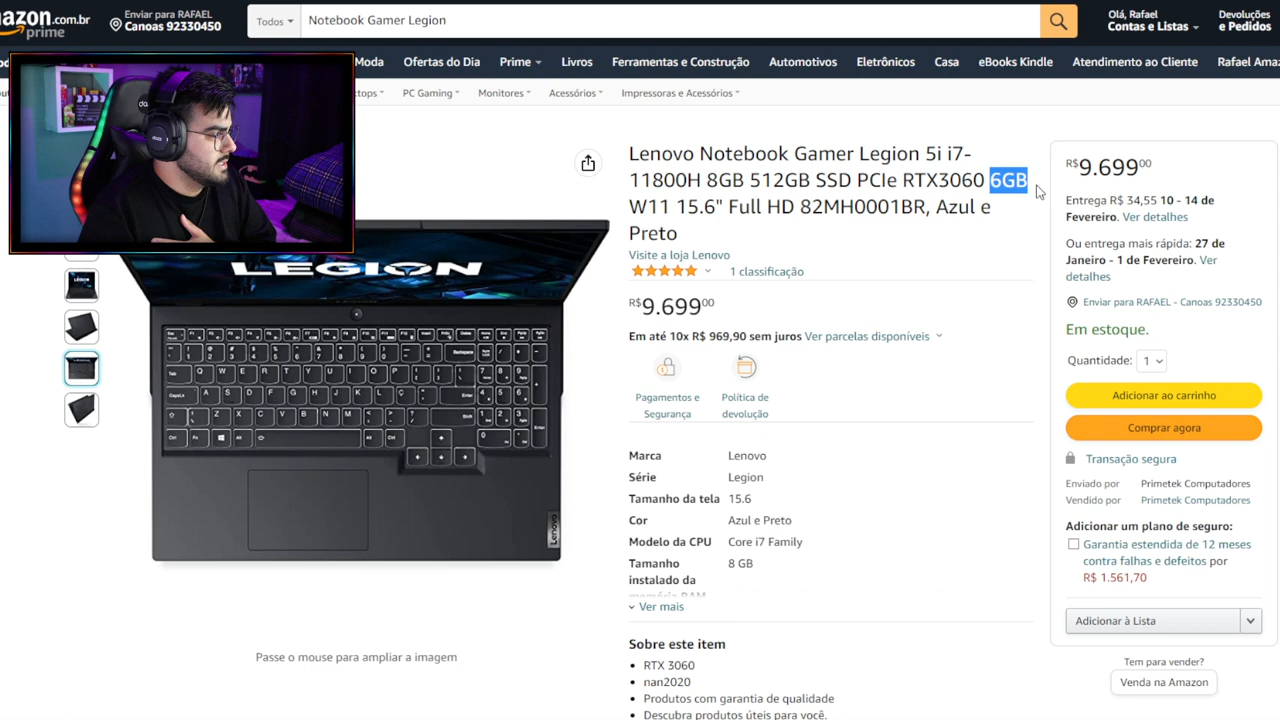 amazon.com.br
prime
Enviar para RAFAEL
Canoas 92330450
Todos
Notebook Gamer Legion
Olá, Rafael
Contas e Listas
Devoluções
e Pedidos
Moda
Ofertas do Dia
Prime
Livros
Ferramentas e Construção
Automotivos
Eletrônicos
Casa
eBooks Kindle
Atendimento ao Cliente
Rafael Amaz
PC Gaming
Monitores
Acessórios
Impressoras e Acessórios
Lenovo Notebook Gamer Legion 5i i7-
11800H 8GB 512GB SSD PCIe RTX3060 6GB
W11 15.6" Full HD 82MH0001BR, Azul e
Preto
Visite a loja Lenovo
1 classificação
R$9.69900
Em até 10x R$ 969,90 sem juros Ver parcelas disponíveis
Pagamentos e
Segurança
Política de
devolução
Marca Lenovo
Série Legion
Tamanho da tela 15.6
Cor Azul e Preto
Modelo da CPU Core i7 Family
Tamanho 8 GB
instalado da
memória RAM
Ver mais
Sobre este item
RTX 3060
nan2020
Produtos com garantia de qualidade
Descubra produtos úteis para você.
LEGION
Lenovo
Passe o mouse para ampliar a imagem
R$9.69900
Entrega R$ 34,55 10 - 14 de
Fevereiro. Ver detalhes
Ou entrega mais rápida: 27 de
Janeiro - 1 de Fevereiro. Ver
detalhes
Enviar para RAFAEL - Canoas 92330450
Em estoque.
Quantidade: 1
Adicionar ao carrinho
Comprar agora
Transação segura
Enviado por Primetek Computadores
Vendido por Primetek Computadores
Adicionar um plano de seguro:
Garantia estendida de 12 meses
contra falhas e defeitos por
R$ 1.561,70
Adicionar à Lista
Tem para vender?
Venda na Amazon